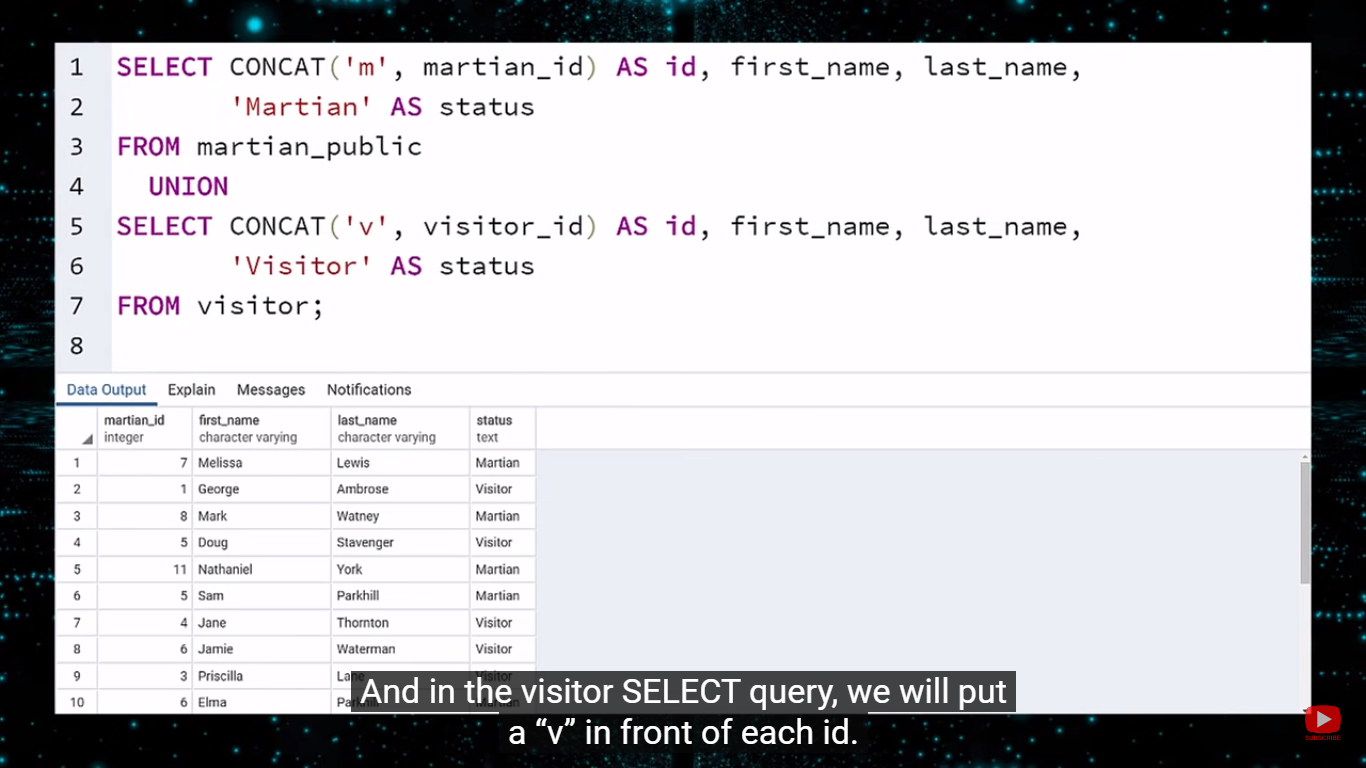 1 SELECT CONCAT('m', martian_id) AS id, first_name, last_name,
2 'Martian' AS status
3 FROM martian_public
4 UNION
5 SELECT CONCAT('v', visitor_id) AS id, first_name, last_name,
6 'Visitor' AS status
7 FROM visitor;
8
Data Output Explain Messages Notifications
martian_id first_name last_name status
integer character varying character varying text
1 7 Melissa Lewis Martian
2 1 George Ambrose Visitor
3 8 Mark Watney Martian
4 5 Doug Stavenger Visitor
5 11 Nathaniel York Martian
6 5 Sam Parkhill Martian
7 4 Jane Thornton Visitor
8 6 Jamie Waterman Visitor
9 3 Priscilla Lane Visitor
10 6 Elma Parkhill Martian
And in the visitor SELECT query, we will put
a “v” in front of each id.
SUBSCRIBE